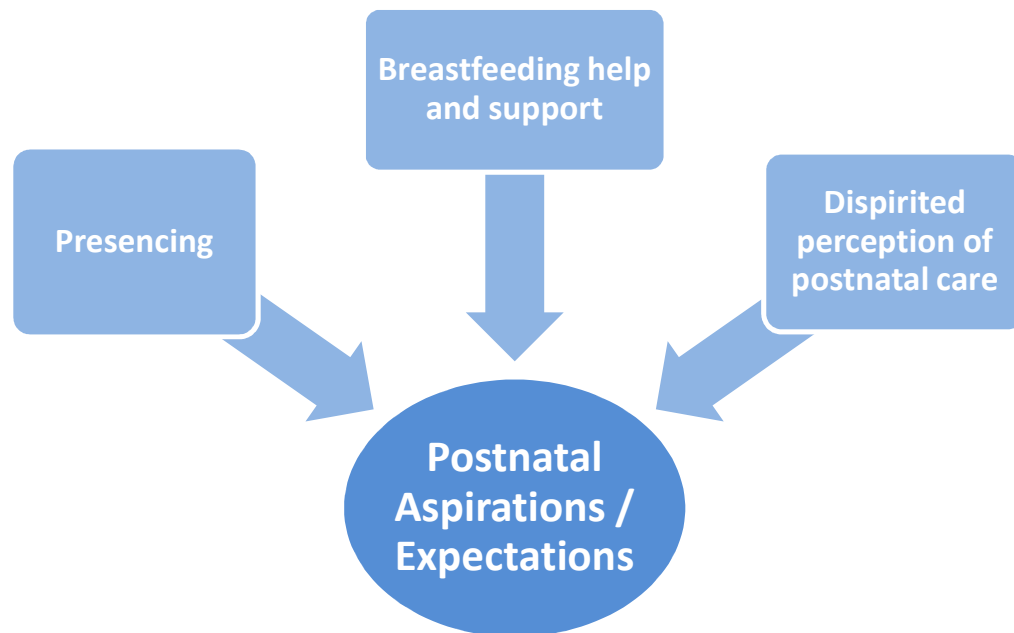 Breastfeeding help
and support
Presencing
Dispirited
perception of
postnatal care
Postnatal
Aspirations /
Expectations